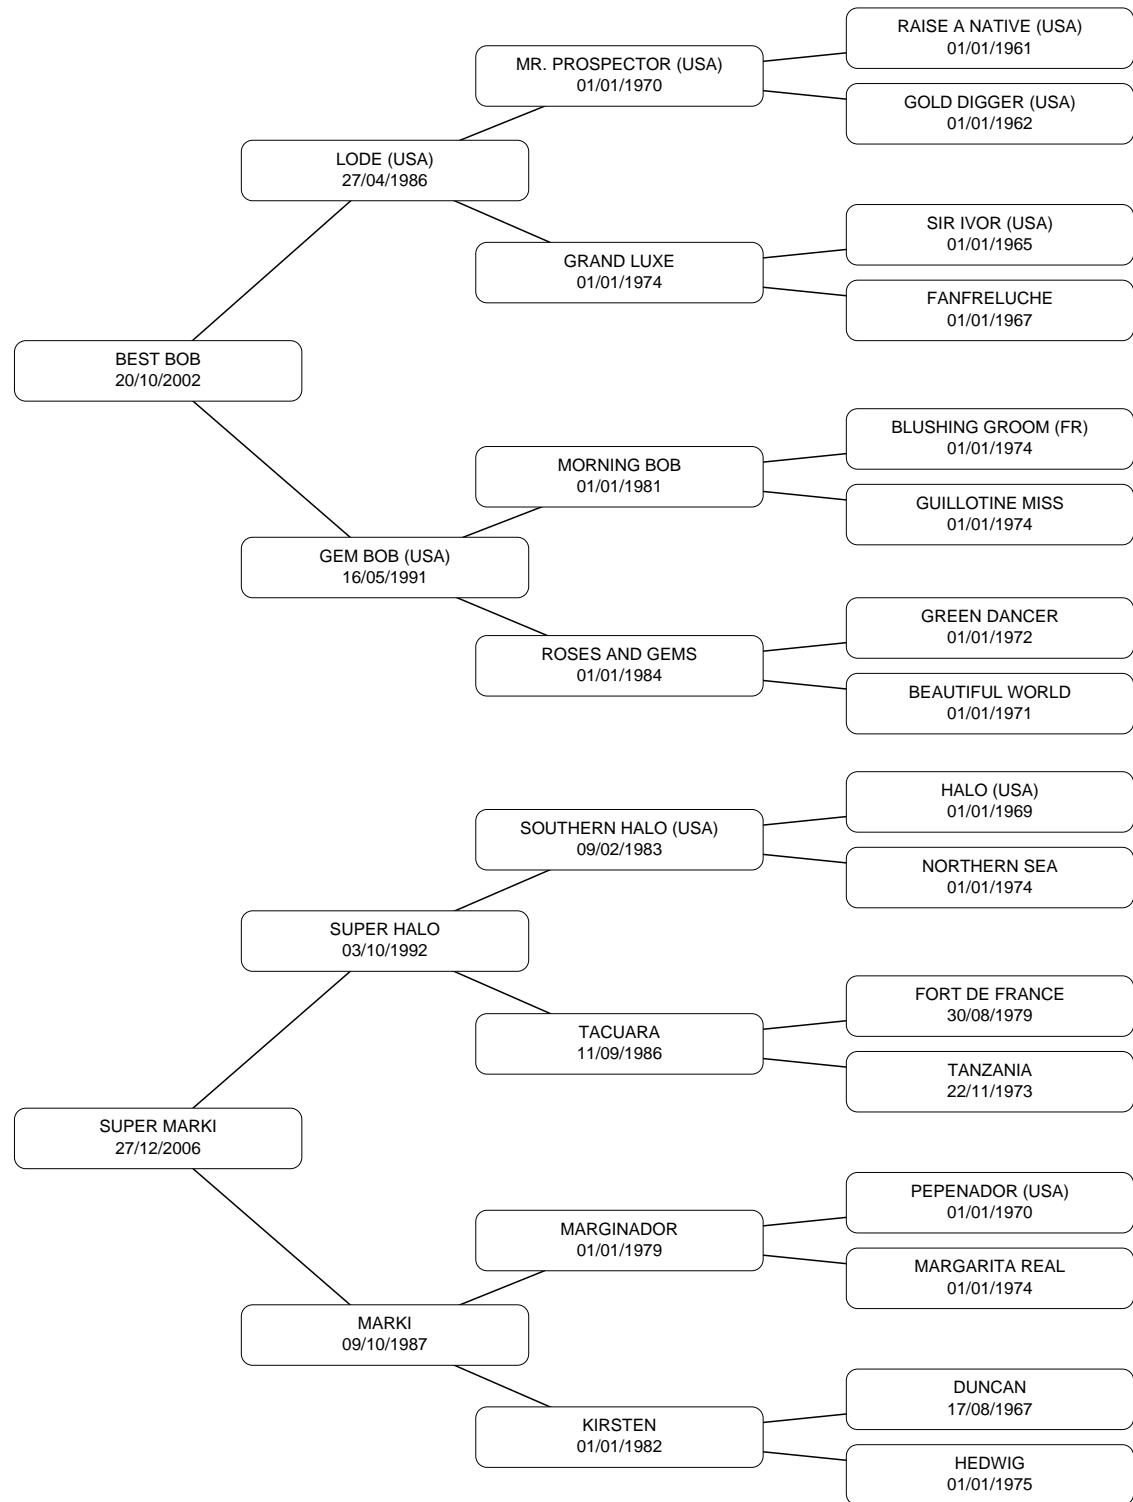 RAISE A NATIVE (USA)
01/01/1961
MR. PROSPECTOR (USA)
01/01/1970
GOLD DIGGER (USA)
01/01/1962
LODE (USA)
27/04/1986
SIR IVOR (USA)
01/01/1965
GRAND LUXE
01/01/1974
FANFRELUCHE
01/01/1967
BEST BOB
20/10/2002
BLUSHING GROOM (FR)
01/01/1974
MORNING BOB
01/01/1981
GUILLOTINE MISS
01/01/1974
GEM BOB (USA)
16/05/1991
GREEN DANCER
01/01/1972
ROSES AND GEMS
01/01/1984
BEAUTIFUL WORLD
01/01/1971
HALO (USA)
01/01/1969
SOUTHERN HALO (USA)
09/02/1983
NORTHERN SEA
01/01/1974
SUPER HALO
03/10/1992
FORT DE FRANCE
30/08/1979
TACUARA
11/09/1986
TANZANIA
22/11/1973
SUPER MARKI
27/12/2006
PEPENADOR (USA)
01/01/1970
MARGINADOR
01/01/1979
MARGARITA REAL
01/01/1974
MARKI
09/10/1987
DUNCAN
17/08/1967
KIRSTEN
01/01/1982
HEDWIG
01/01/1975